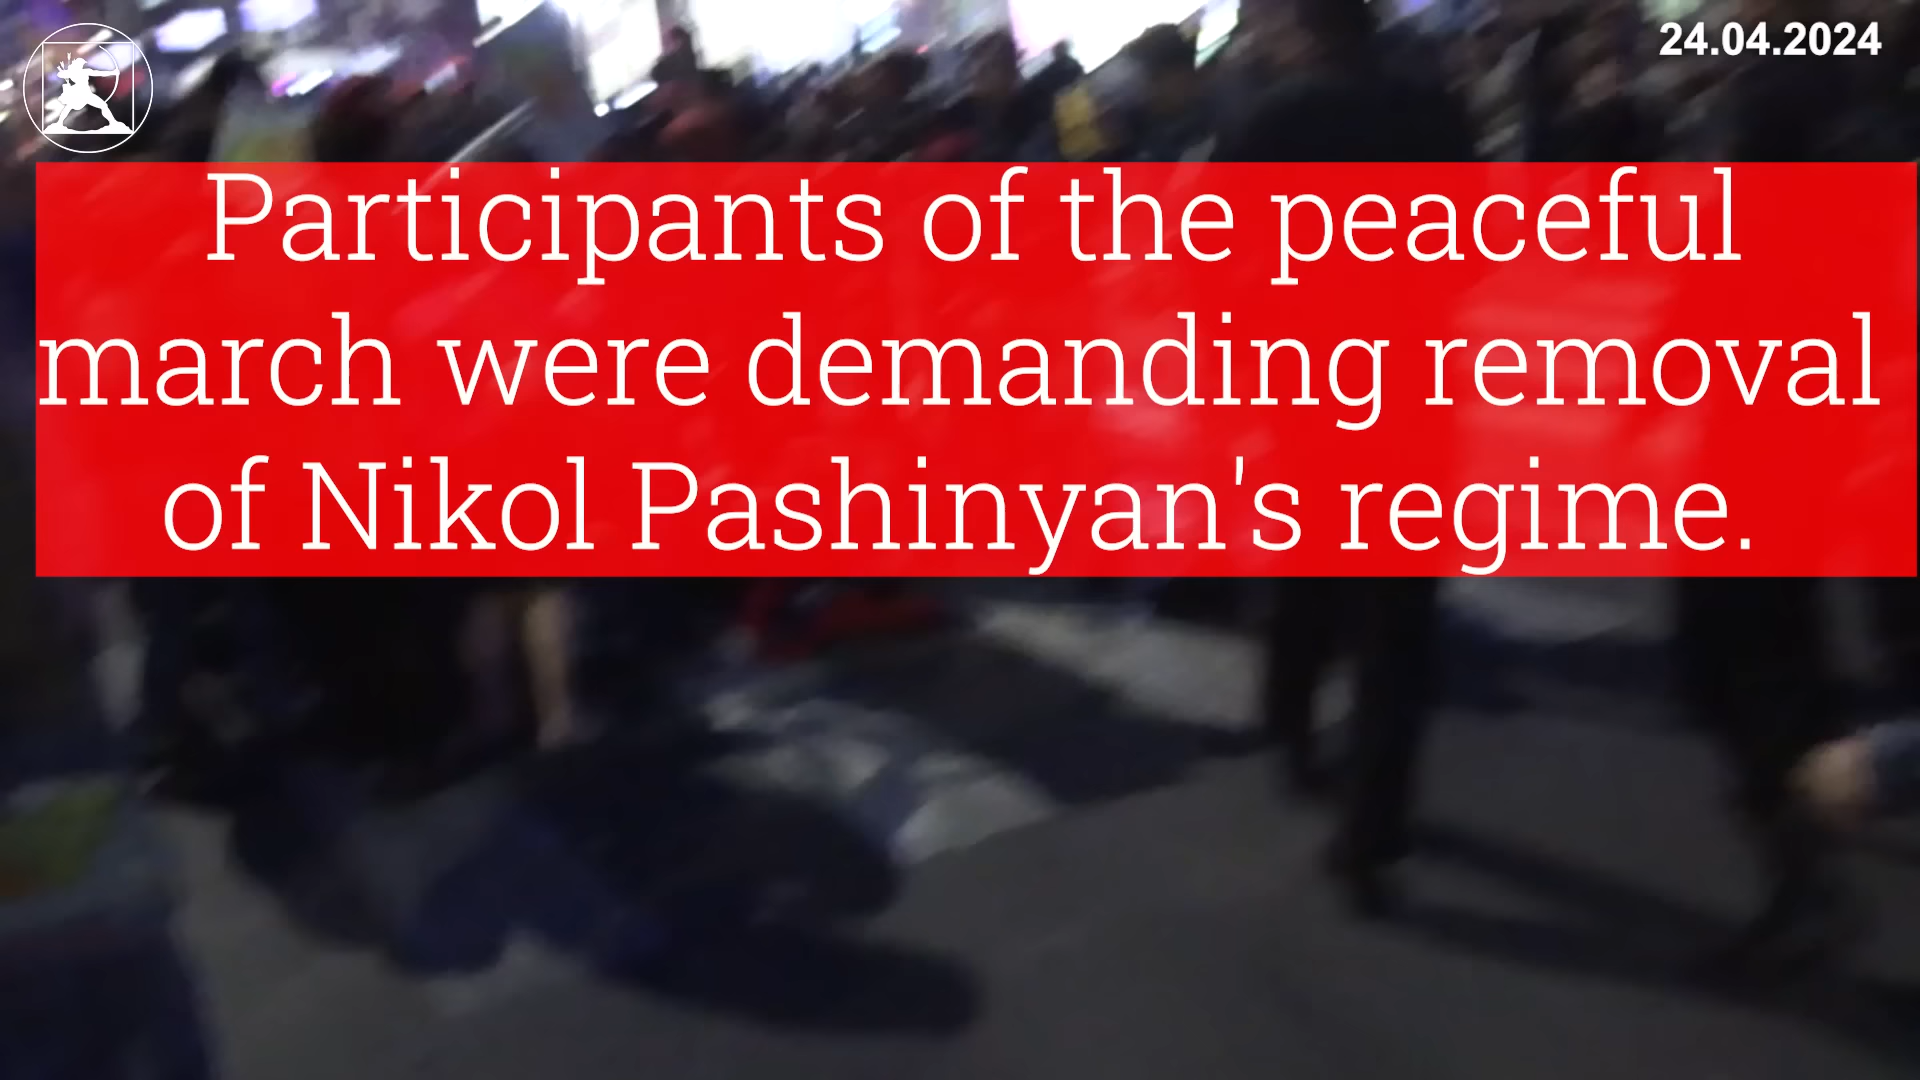 24.04.2024
Participants of the peaceful
march were demanding removal
of Nikol Pashinyan's regime.